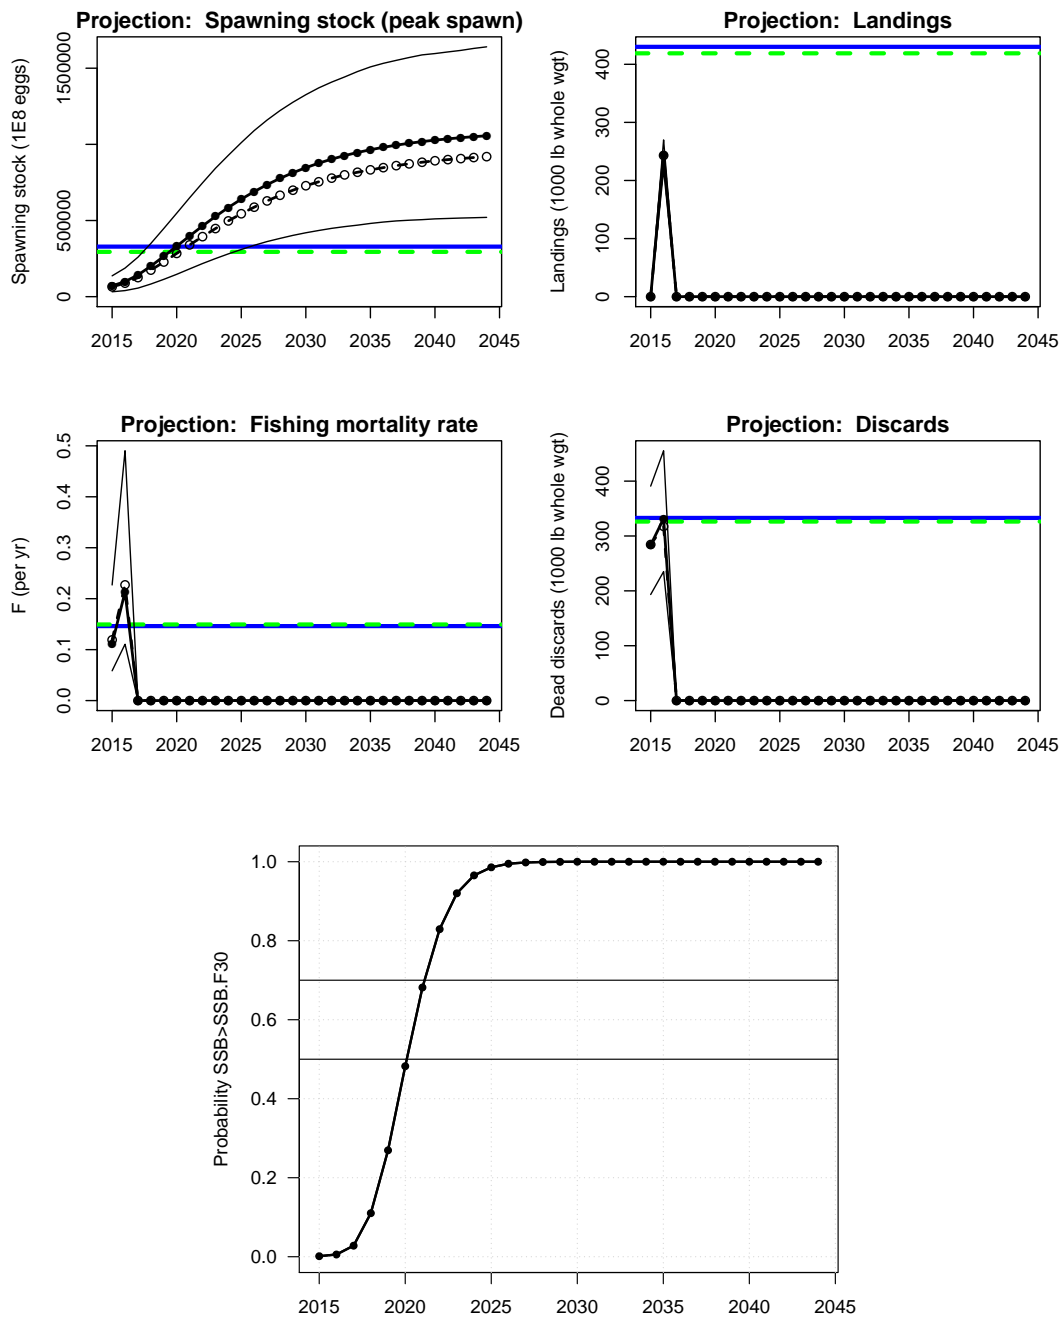 Projection: Spawning stock (peak spawn)
Spawning stock (1E8 eggs)
0 500000 1500000
2015 2020 2025 2030 2035 2040 2045
Projection: Landings
Landings (1000 lb whole wgt)
0 100 200 300 400
2015 2020 2025 2030 2035 2040 2045
Projection: Fishing mortality rate
F (per yr)
0.0 0.1 0.2 0.3 0.4 0.5
2015 2020 2025 2030 2035 2040 2045
Projection: Discards
Dead discards (1000 lb whole wgt)
0 100 200 300 400
2015 2020 2025 2030 2035 2040 2045
Probability SSB>SSB.F30
1.0
0.8
0.6
0.4
0.2
0.0
2015 2020 2025 2030 2035 2040 2045